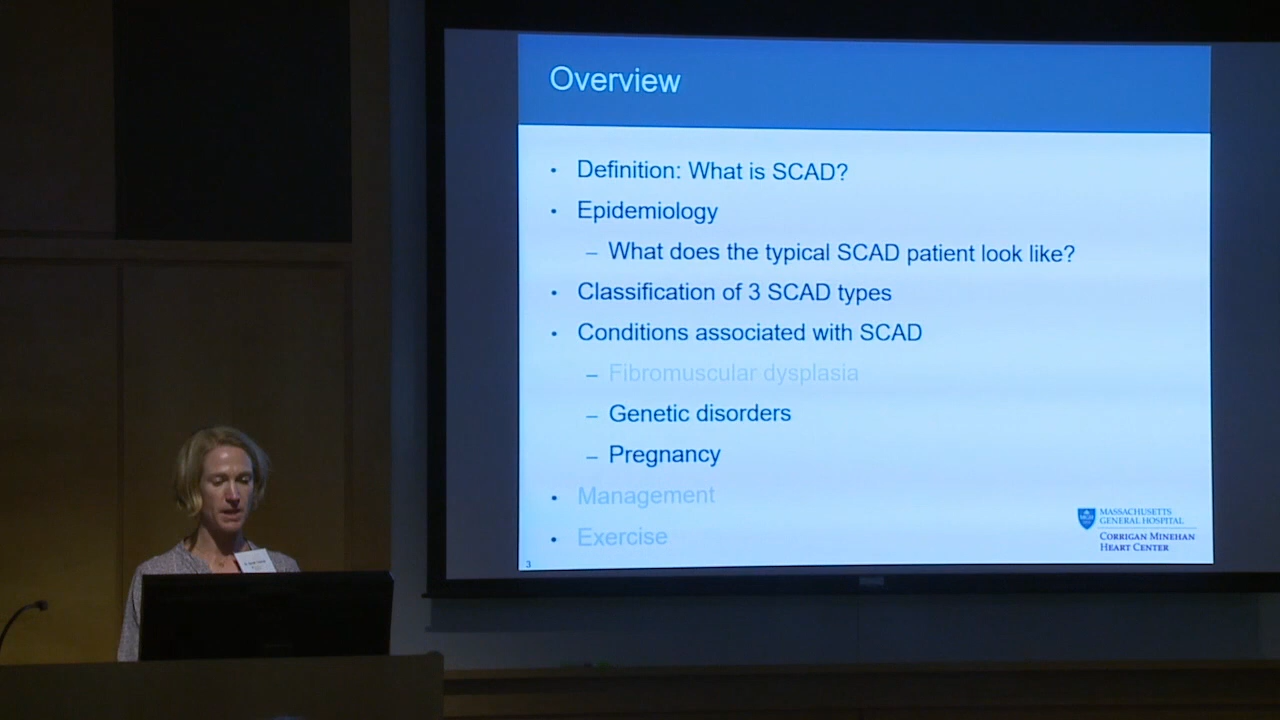 Overview
• Definition: What is SCAD?
• Epidemiology
– What does the typical SCAD patient look like?
• Classification of 3 SCAD types
• Conditions associated with SCAD
– Fibromuscular dysplasia
– Genetic disorders
– Pregnancy
• Management
• Exercise
MASSACHUSETTS
GENERAL HOSPITAL
CORRIGAN MINEHAN
HEART CENTER
3